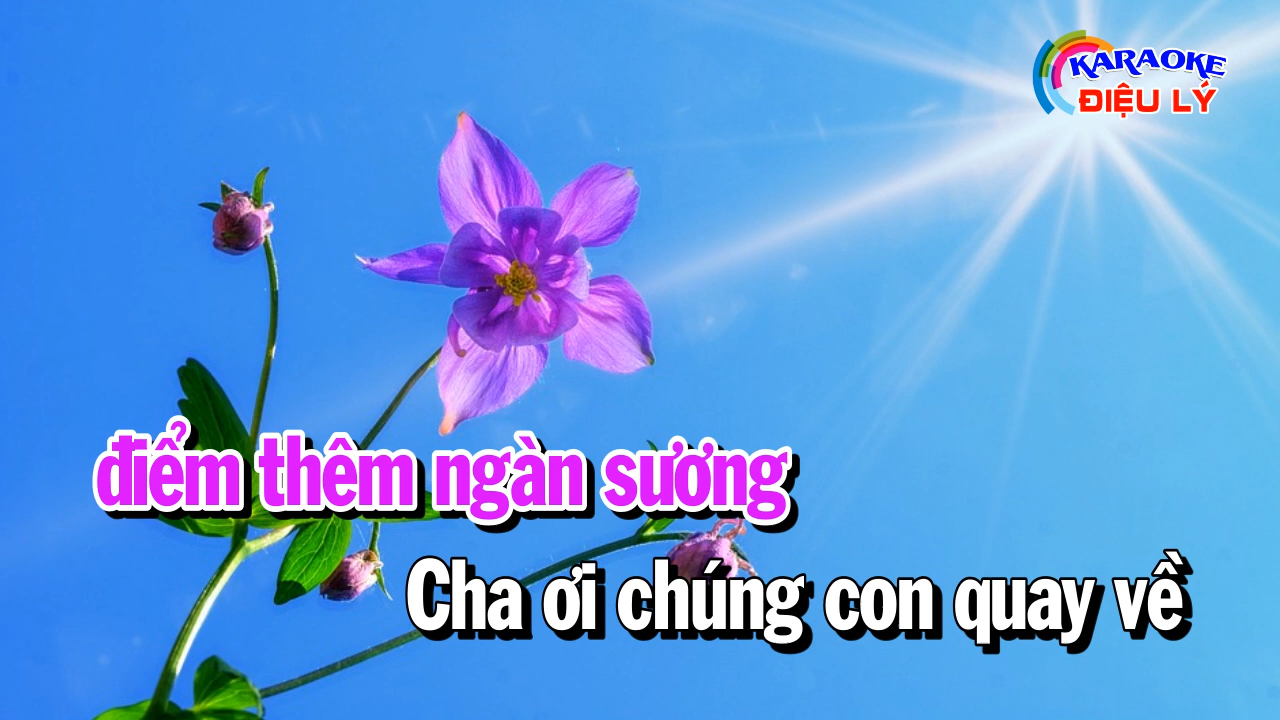 KARAOKE
ĐIỆU LÝ
điểm thêm ngàn sương
Cha ơi chúng con quay về